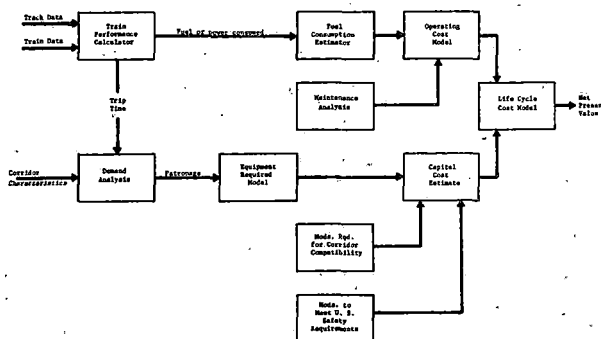 Track Data
Train Data
Train
Performance
Calculator
Fuel or power consumed
Fuel
Consumption
Estimator
Operating
Cost
Model
Trip
Time
Maintenance
Analysis
Life Cycle
Cost Model
Net
Present
Value
Corridor
Characteristics
Demand
Analysis
Patronage
Equipment
Required
Model
Capital
Cost
Estimate
Mods. Req.
for Corridor
Compatibility
Mods. to
Meet U. S.
Safety
Requirements